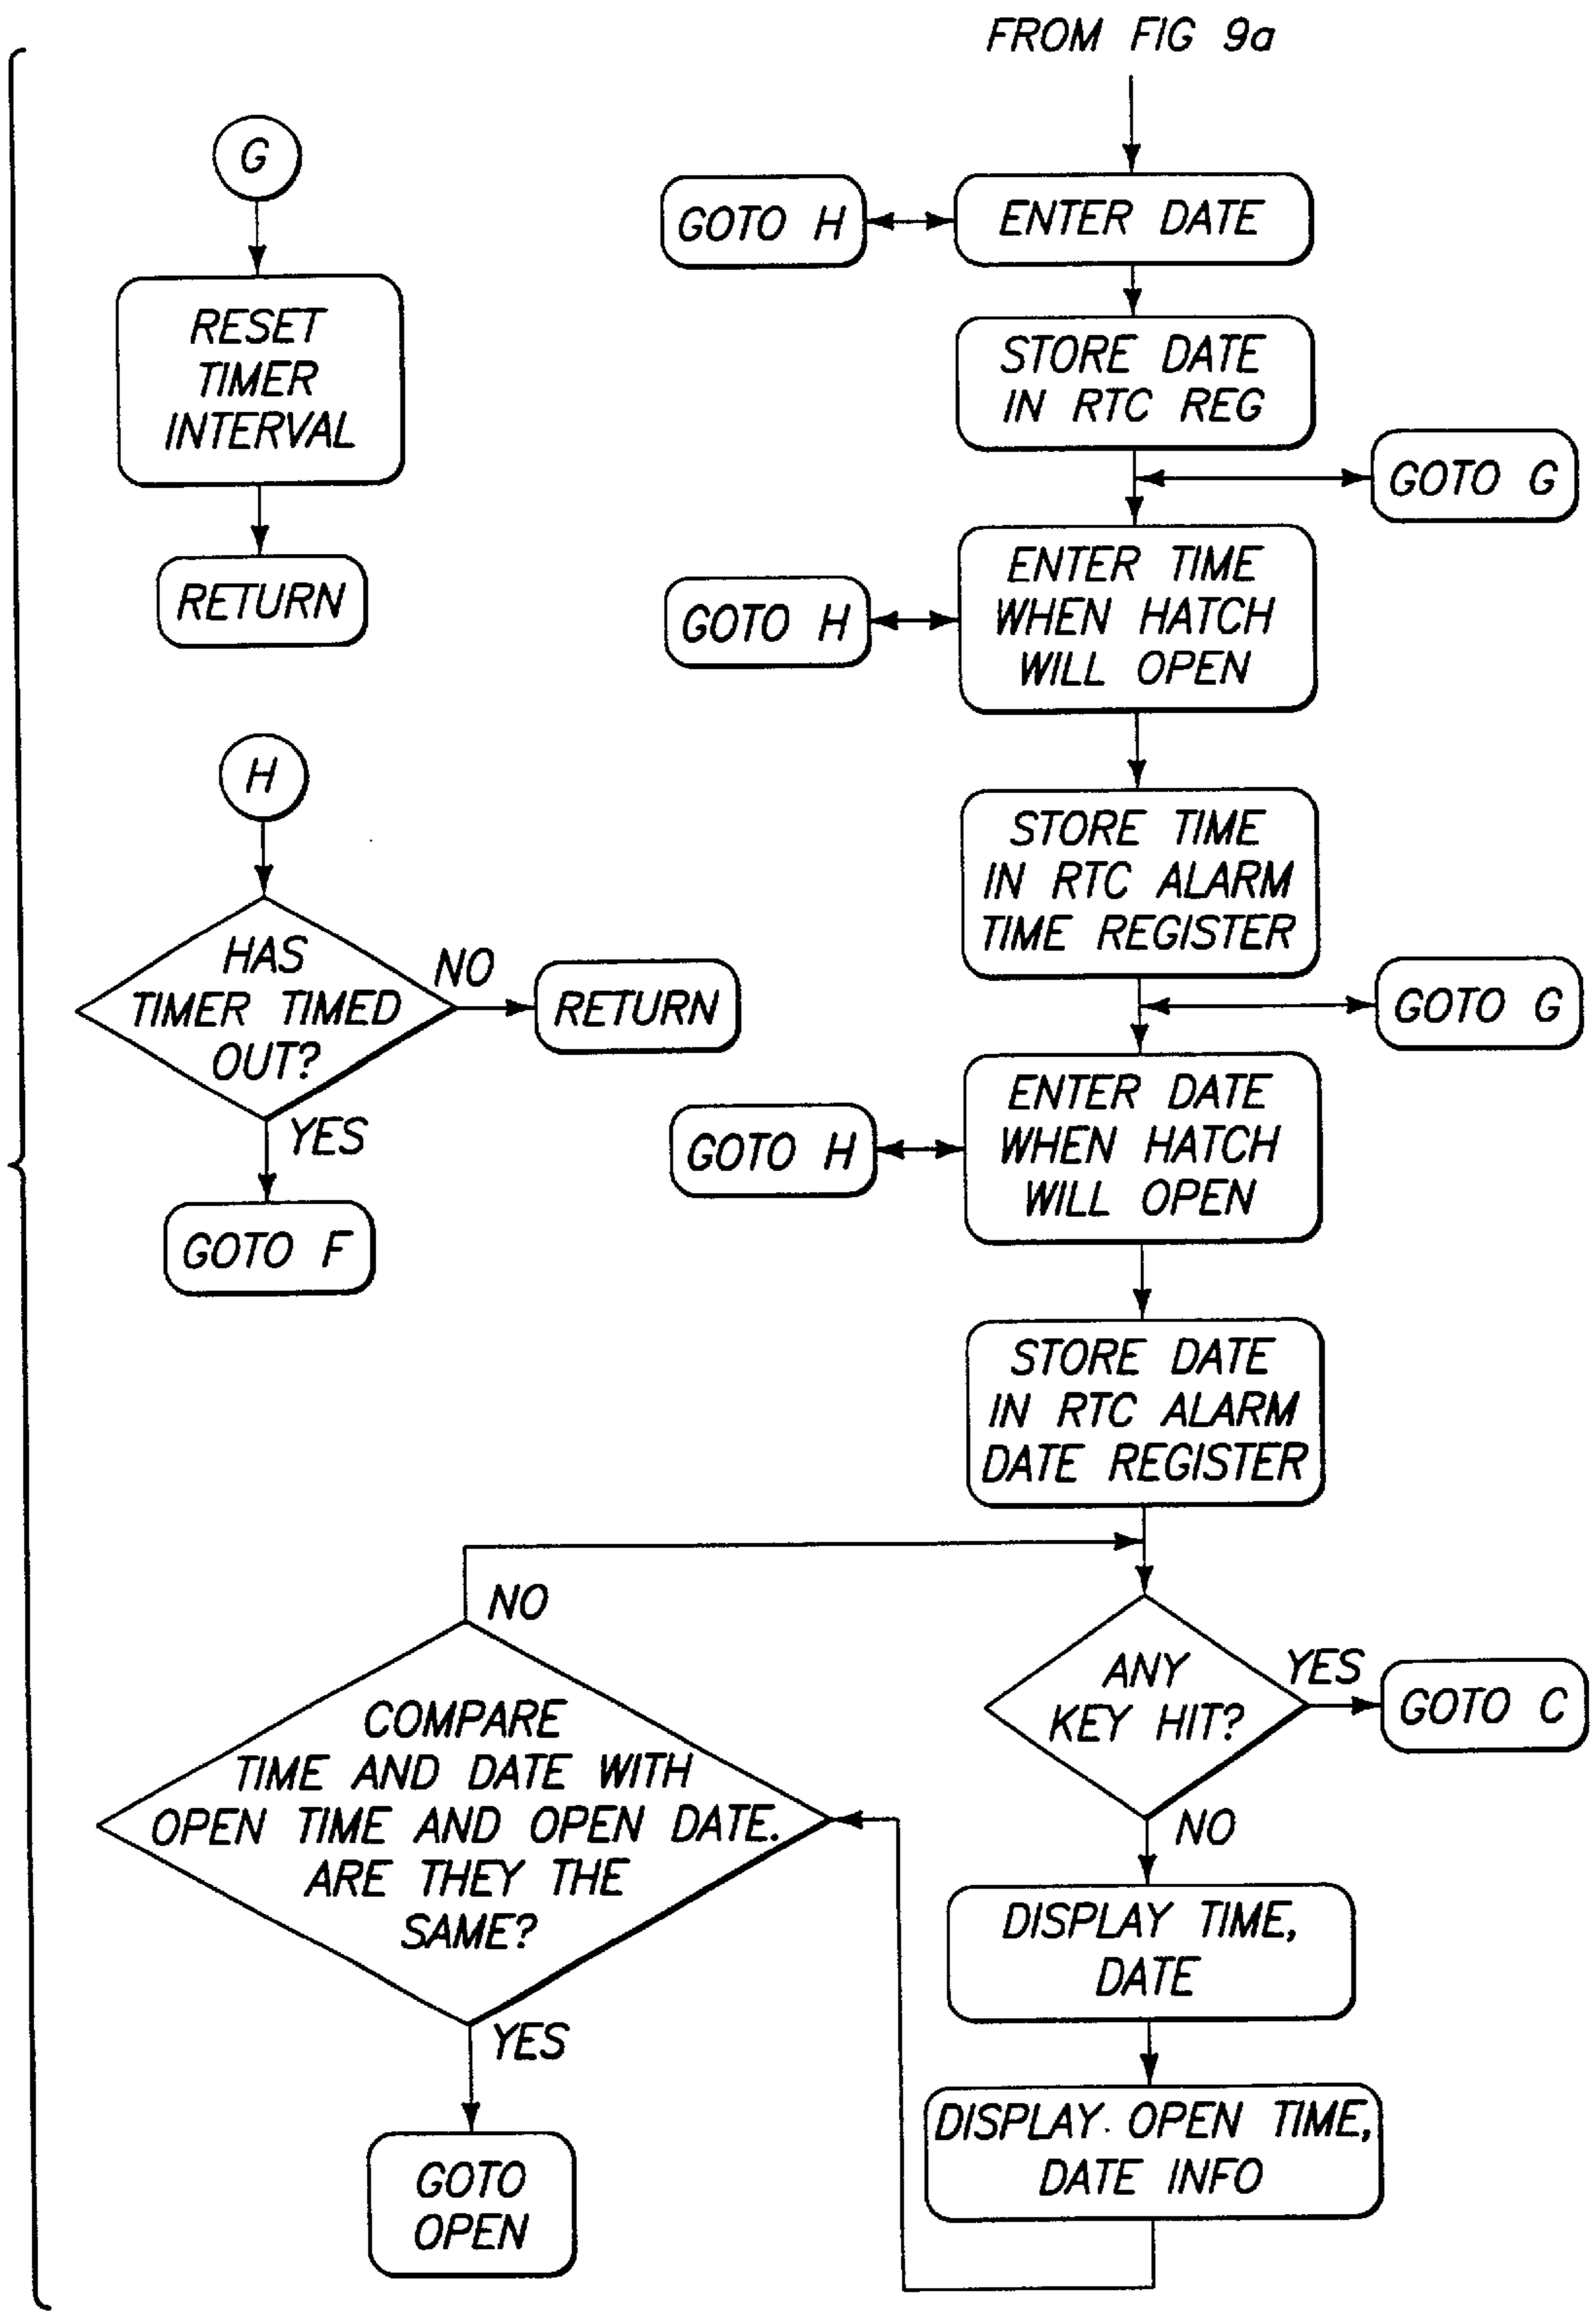 FROM FIG 9a
G
RESET
TIMER
INTERVAL
RETURN
H
HAS
TIMER TIMED
OUT?
NO
RETURN
YES
GOTO F
GOTO H
ENTER DATE
STORE DATE
IN RTC REG
GOTO G
GOTO H
ENTER TIME
WHEN HATCH
WILL OPEN
STORE TIME
IN RTC ALARM
TIME REGISTER
GOTO G
GOTO H
ENTER DATE
WHEN HATCH
WILL OPEN
STORE DATE
IN RTC ALARM
DATE REGISTER
ANY
KEY HIT?
YES
GOTO C
NO
DISPLAY TIME,
DATE
DISPLAY OPEN TIME,
DATE INFO
NO
COMPARE
TIME AND DATE WITH
OPEN TIME AND OPEN DATE.
ARE THEY THE
SAME?
YES
GOTO
OPEN